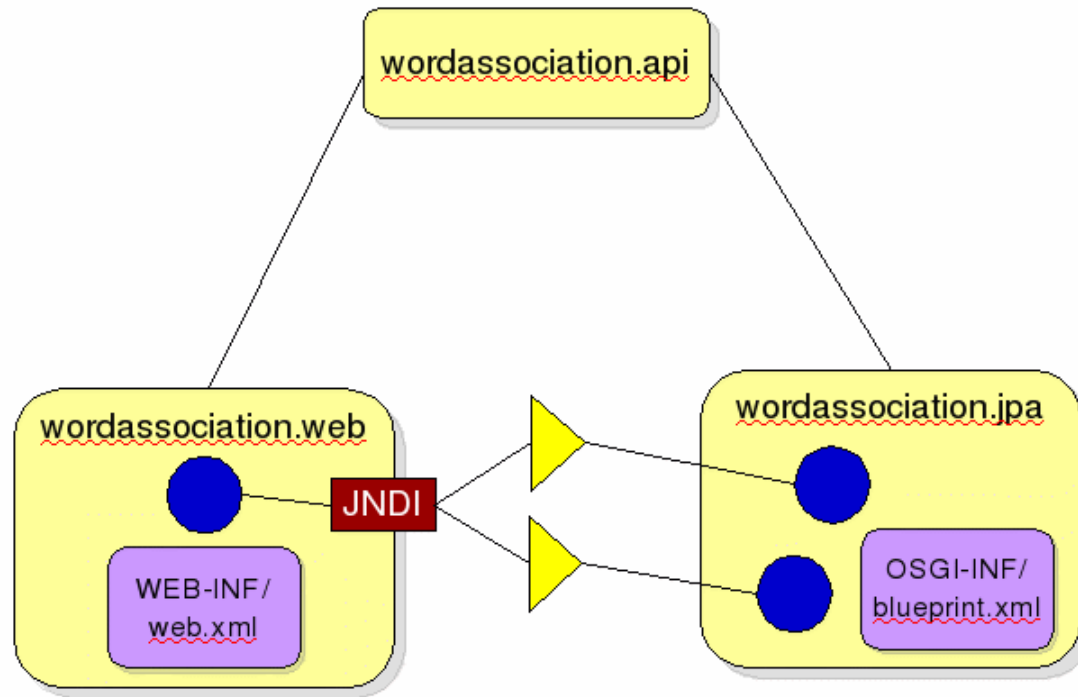 wordassociation.api
wordassociation.web
wordassociation.jpa
JNDI
WEB-INF/
web.xml
OSGI-INF/
blueprint.xml